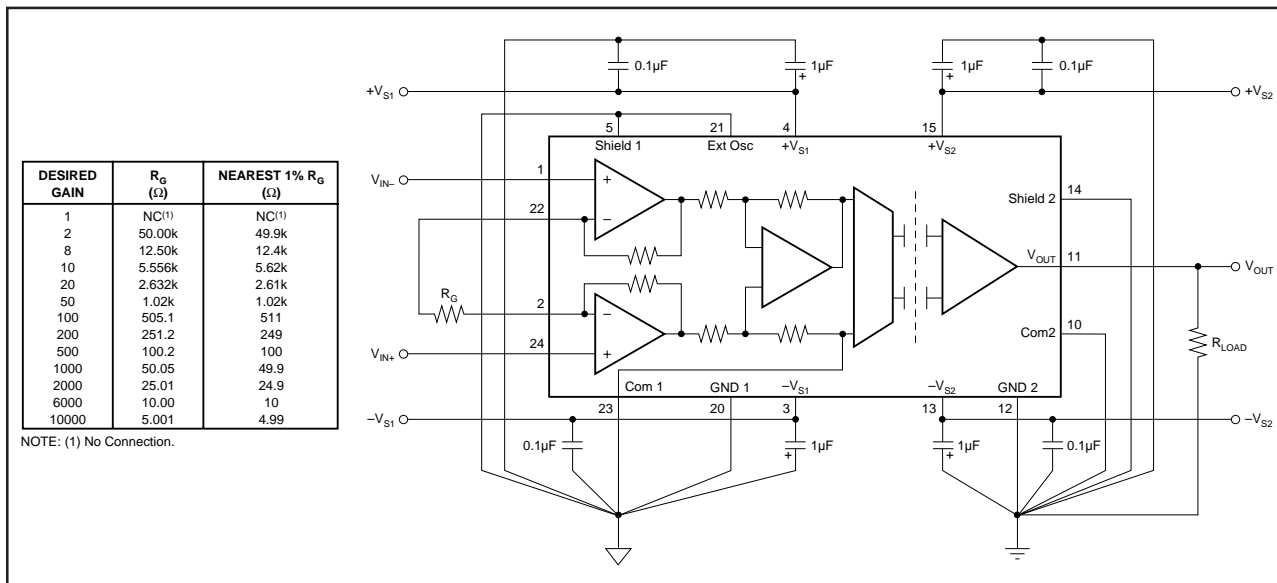 DESIRED GAIN | R_G (Ω) | NEAREST 1% R_G (Ω)
1 | NC(1) | NC(1)
2 | 50.00k | 49.9k
8 | 12.50k | 12.4k
10 | 5.556k | 5.62k
20 | 2.632k | 2.61k
50 | 1.02k | 1.02k
100 | 505.1 | 511
200 | 251.2 | 249
500 | 100.2 | 100
1000 | 50.05 | 49.9
2000 | 25.01 | 24.9
6000 | 10.00 | 10
10000 | 5.001 | 4.99
NOTE: (1) No Connection.
0.1µF 1µF + 1µF + 0.1µF
+V_S1 +V_S2
5 21 4 15
Shield 1 Ext Osc +V_S1 +V_S2
V_IN– 1 +
22 –
Shield 2 14
V_OUT 11 V_OUT
R_G 2 –
V_IN+ 24 +
Com2 10
R_LOAD
Com 1 GND 1 –V_S1 –V_S2 GND 2
23 20 3 13 12
–V_S1 –V_S2
0.1µF 1µF + 1µF + 0.1µF